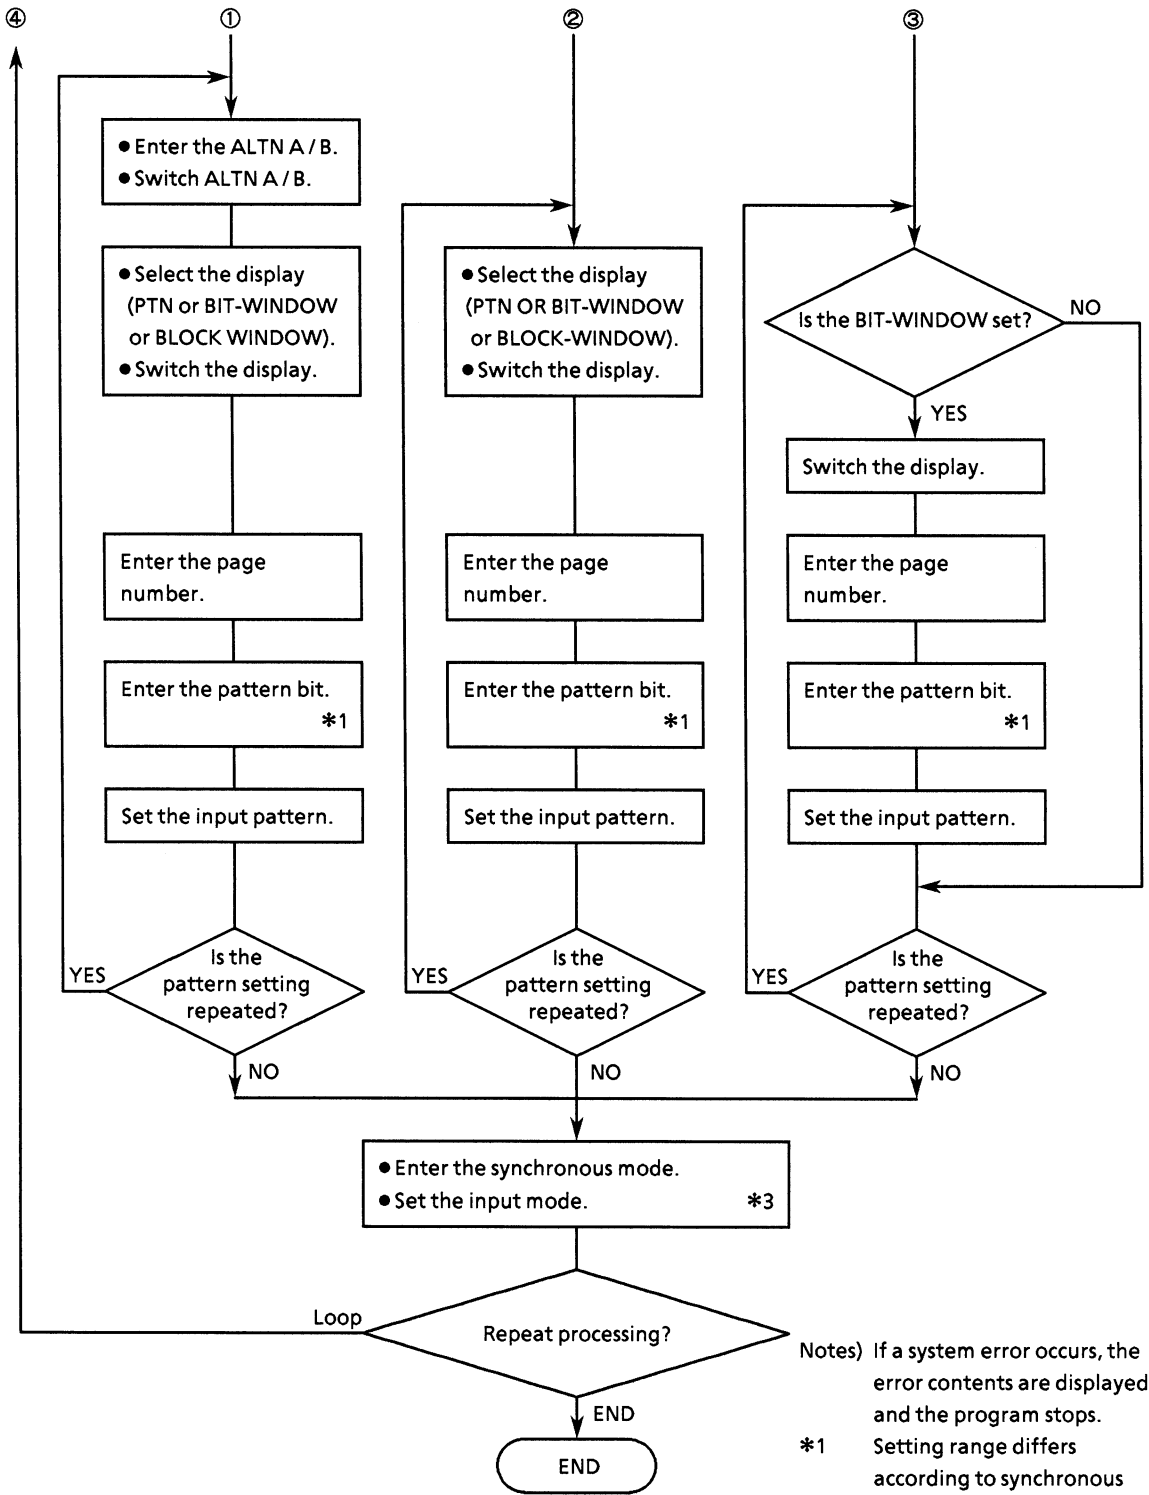 ④
①
②
③
● Enter the ALTN A / B.
● Switch ALTN A / B.
● Select the display
(PTN or BIT-WINDOW
or BLOCK WINDOW).
● Switch the display.
Enter the page
number.
Enter the pattern bit.
*1
Set the input pattern.
Is the
pattern setting
repeated?
YES
NO
● Select the display
(PTN OR BIT-WINDOW
or BLOCK-WINDOW).
● Switch the display.
Enter the page
number.
Enter the pattern bit.
*1
Set the input pattern.
Is the
pattern setting
repeated?
YES
NO
Is the BIT-WINDOW set?
NO
YES
Switch the display.
Enter the page
number.
Enter the pattern bit.
*1
Set the input pattern.
Is the
pattern setting
repeated?
YES
NO
● Enter the synchronous mode.
● Set the input mode. *3
Repeat processing?
Loop
END
END
Notes) If a system error occurs, the
error contents are displayed
and the program stops.
*1 Setting range differs
according to synchronous